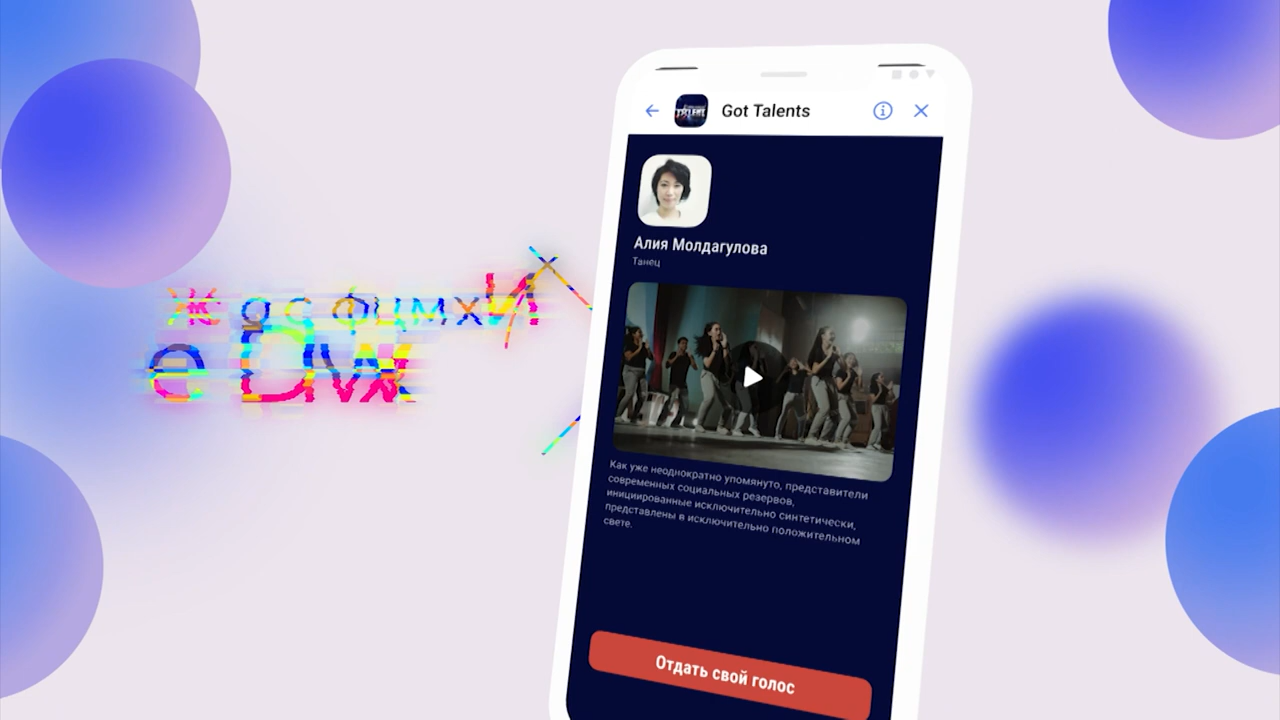 Got Talents
Алия Молдагулова
Танец
Как уже неоднократно упомянуто, представители
современных социальных резервов,
инициированные исключительно синтетически,
представлены в исключительно положительном
свете.
Отдать свой голос